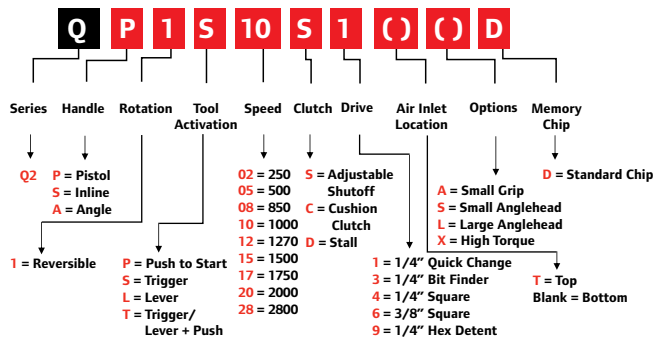 Q P 1 S 10 S 1 ( ) ( ) D
Series Handle Rotation Tool Activation Speed Clutch Drive Air Inlet Location Options Memory Chip
Q2
P = Pistol
S = Inline
A = Angle
1 = Reversible
P = Push to Start
S = Trigger
L = Lever
T = Trigger/
Lever + Push
02 = 250
05 = 500
08 = 850
10 = 1000
12 = 1270
15 = 1500
17 = 1750
20 = 2000
28 = 2800
S = Adjustable
Shutoff
C = Cushion
Clutch
D = Stall
1 = 1/4" Quick Change
3 = 1/4" Bit Finder
4 = 1/4" Square
6 = 3/8" Square
9 = 1/4" Hex Detent
T = Top
Blank = Bottom
A = Small Grip
S = Small Anglehead
L = Large Anglehead
X = High Torque
D = Standard Chip